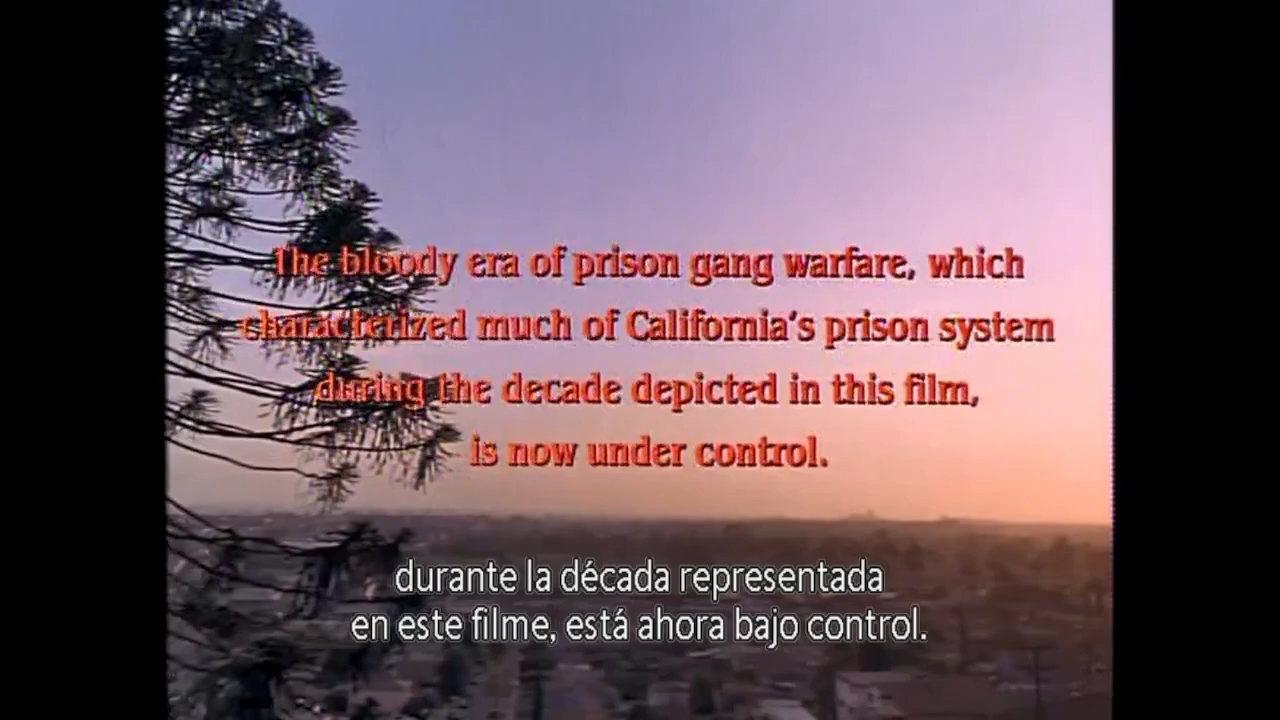 The bloody era of prison gang warfare, which
characterized much of California's prison system
during the decade depicted in this film,
is now under control.
durante la década representada
en este filme, está ahora bajo control.